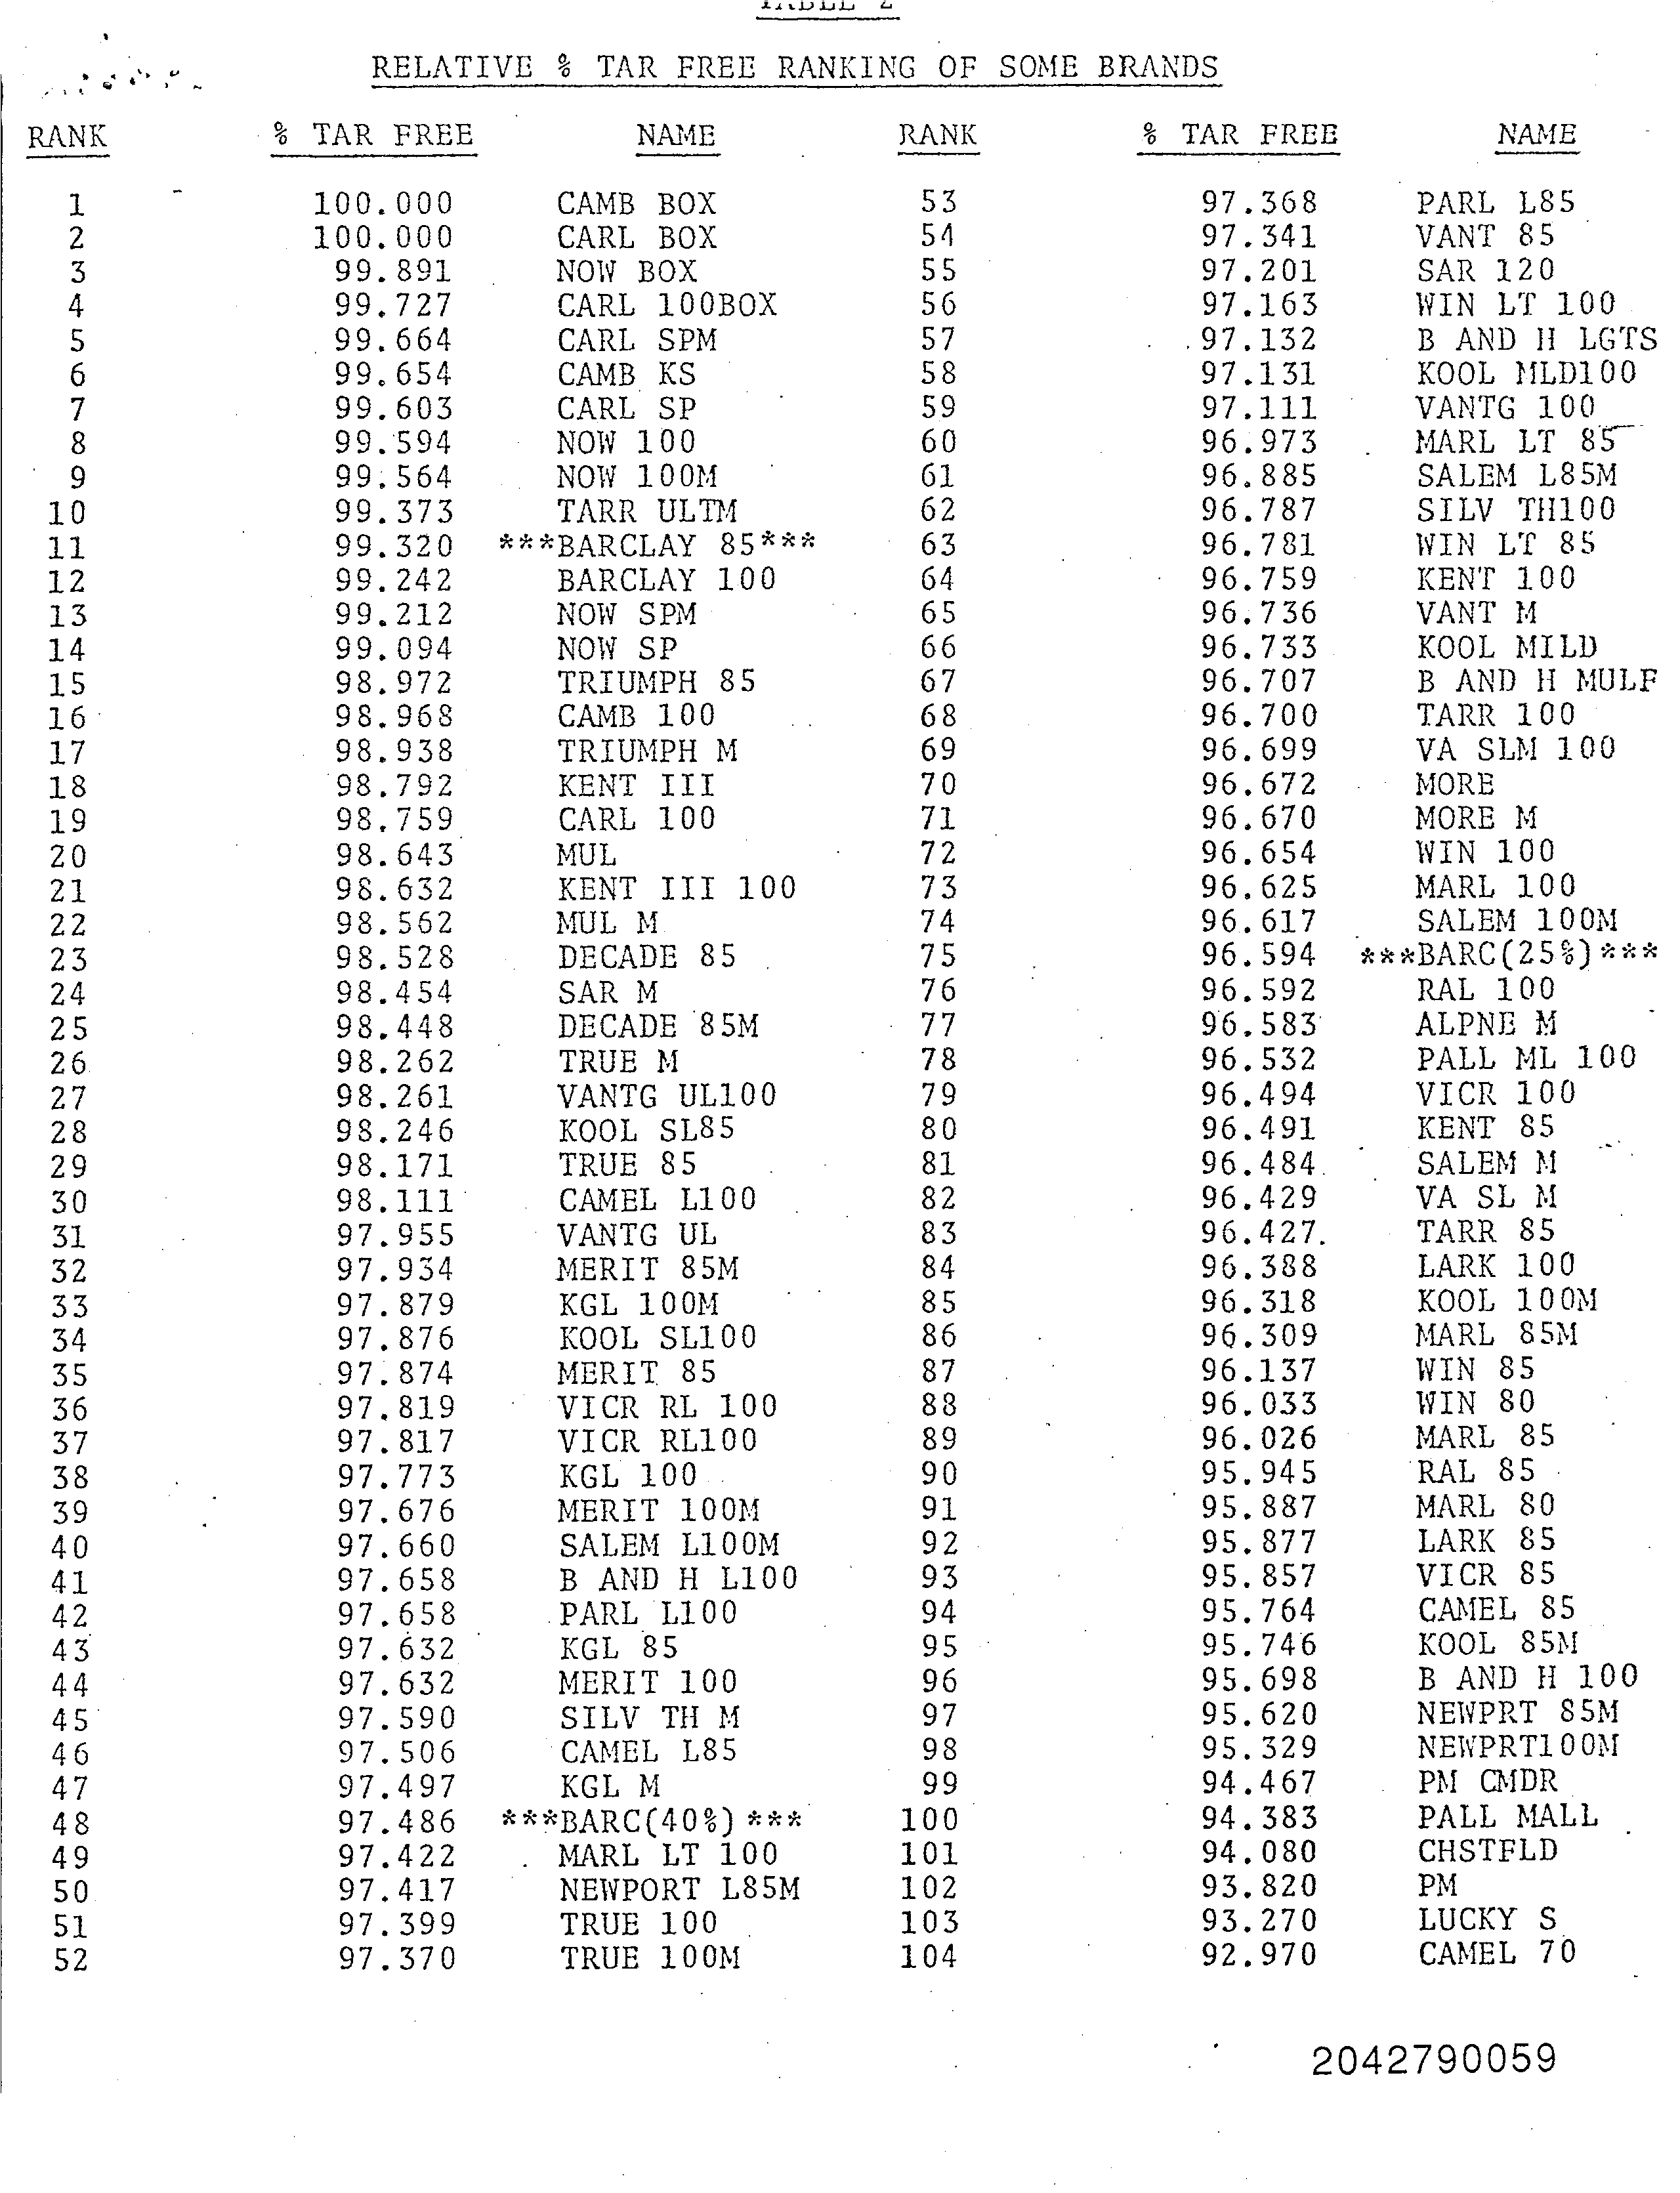 TABLE 2
RELATIVE % TAR FREE RANKING OF SOME BRANDS
RANK % TAR FREE NAME RANK % TAR FREE NAME
1 100.000 CAMB BOX 53 97.368 PARL L85
2 100.000 CARL BOX 54 97.341 VANT 85
3 99.891 NOW BOX 55 97.201 SAR 120
4 99.727 CARL 100BOX 56 97.163 WIN LT 100
5 99.664 CARL SPM 57 97.132 B AND H LGTS
6 99.654 CAMB KS 58 97.131 KOOL MLD100
7 99.603 CARL SP 59 97.111 VANTG 100
8 99.594 NOW 100 60 96.973 MARL LT 85
9 99.564 NOW 100M 61 96.885 SALEM L85M
10 99.373 TARR ULTM 62 96.787 SILV TH100
11 99.320 ***BARCLAY 85*** 63 96.781 WIN LT 85
12 99.242 BARCLAY 100 64 96.759 KENT 100
13 99.212 NOW SPM 65 96.736 VANT M
14 99.094 NOW SP 66 96.733 KOOL MILD
15 98.972 TRIUMPH 85 67 96.707 B AND H MULF
16 98.968 CAMB 100 68 96.700 TARR 100
17 98.938 TRIUMPH M 69 96.699 VA SLM 100
18 98.792 KENT III 70 96.672 MORE
19 98.759 CARL 100 71 96.670 MORE M
20 98.643 MUL 72 96.654 WIN 100
21 98.632 KENT III 100 73 96.625 MARL 100
22 98.562 MUL M 74 96.617 SALEM 100M
23 98.528 DECADE 85 75 96.594 ***BARC(25%)***
24 98.454 SAR M 76 96.592 RAL 100
25 98.448 DECADE 85M 77 96.583 ALPNE M
26 98.262 TRUE M 78 96.532 PALL ML 100
27 98.261 VANTG UL100 79 96.494 VICR 100
28 98.246 KOOL SL85 80 96.491 KENT 85
29 98.171 TRUE 85 81 96.484 SALEM M
30 98.111 CAMEL L100 82 96.429 VA SL M
31 97.955 VANTG UL 83 96.427 TARR 85
32 97.934 MERIT 85M 84 96.388 LARK 100
33 97.879 KGL 100M 85 96.318 KOOL 100M
34 97.876 KOOL SL100 86 96.309 MARL 85M
35 97.874 MERIT 85 87 96.137 WIN 85
36 97.819 VICR RL 100 88 96.033 WIN 80
37 97.817 VICR RL100 89 96.026 MARL 85
38 97.773 KGL 100 90 95.945 RAL 85
39 97.676 MERIT 100M 91 95.887 MARL 80
40 97.660 SALEM L100M 92 95.877 LARK 85
41 97.658 B AND H L100 93 95.857 VICR 85
42 97.658 PARL L100 94 95.764 CAMEL 85
43 97.632 KGL 85 95 95.746 KOOL 85M
44 97.632 MERIT 100 96 95.698 B AND H 100
45 97.590 SILV TH M 97 95.620 NEWPRT 85M
46 97.506 CAMEL L85 98 95.329 NEWPRT100M
47 97.497 KGL M 99 94.467 PM CMDR
48 97.486 ***BARC(40%)*** 100 94.383 PALL MALL
49 97.422 MARL LT 100 101 94.080 CHSTFLD
50 97.417 NEWPORT L85M 102 93.820 PM
51 97.399 TRUE 100 103 93.270 LUCKY S
52 97.370 TRUE 100M 104 92.970 CAMEL 70
2042790059